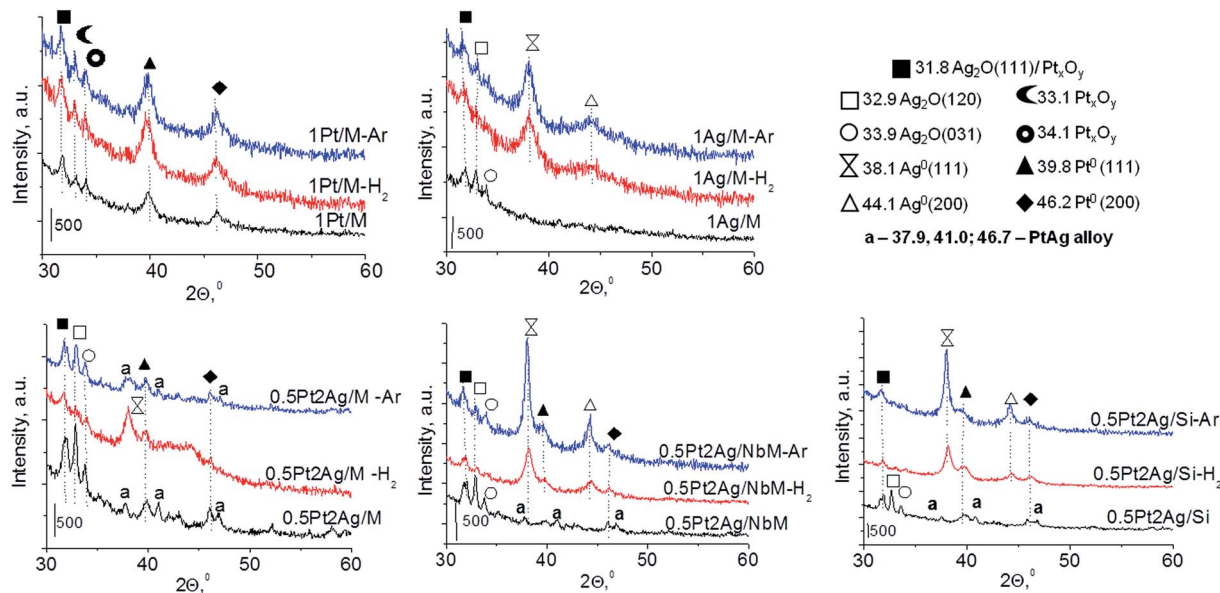 Intensity, a.u.
1Pt/M-Ar
1Pt/M-H₂
1Pt/M
500
30 40 50 60
2Θ,⁰
Intensity, a.u.
1Ag/M-Ar
1Ag/M-H₂
1Ag/M
500
30 40 50 60
2Θ,⁰
■ 31.8 Ag₂O(111)/PtₓOᵧ
32.9 Ag₂O(120) 33.1 PtₓOᵧ
33.9 Ag₂O(031) 34.1 PtₓOᵧ
38.1 Ag⁰(111) 39.8 Pt⁰ (111)
44.1 Ag⁰(200) 46.2 Pt⁰ (200)
a – 37.9, 41.0; 46.7 – PtAg alloy
Intensity, a.u.
a a a
0.5Pt2Ag/M -Ar
0.5Pt2Ag/M -H₂
a a a
0.5Pt2Ag/M
500
30 40 50 60
2Θ,⁰
Intensity, a.u.
0.5Pt2Ag/NbM-Ar
0.5Pt2Ag/NbM-H₂
a a a
0.5Pt2Ag/NbM
500
30 40 50 60
2Θ,⁰
Intensity, a.u.
0.5Pt2Ag/Si-Ar
0.5Pt2Ag/Si-H₂
a a a
0.5Pt2Ag/Si
500
30 40 50 60
2Θ,⁰